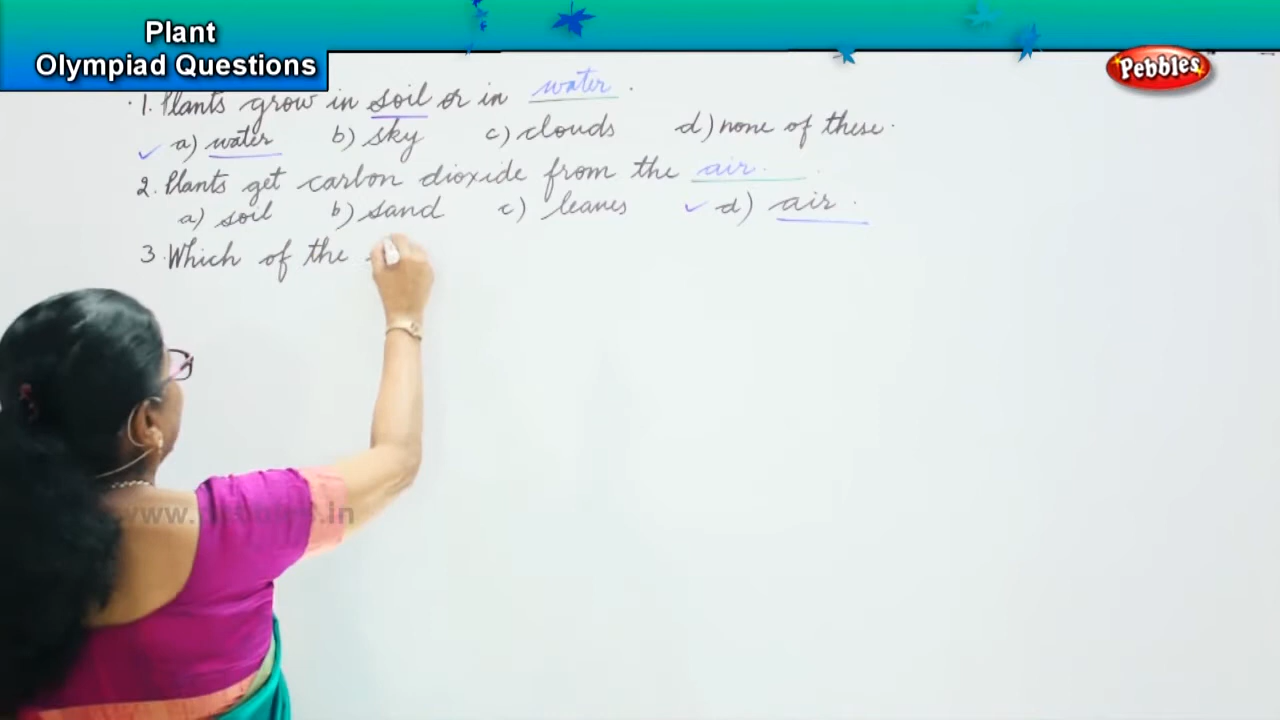 Plant
Olympiad Questions
Pebbles
1. Plants grow in soil or in water.
a) water b) sky c) clouds d) none of these.
2. Plants get carbon dioxide from the air.
a) soil b) sand c) leaves d) air.
3. Which of the